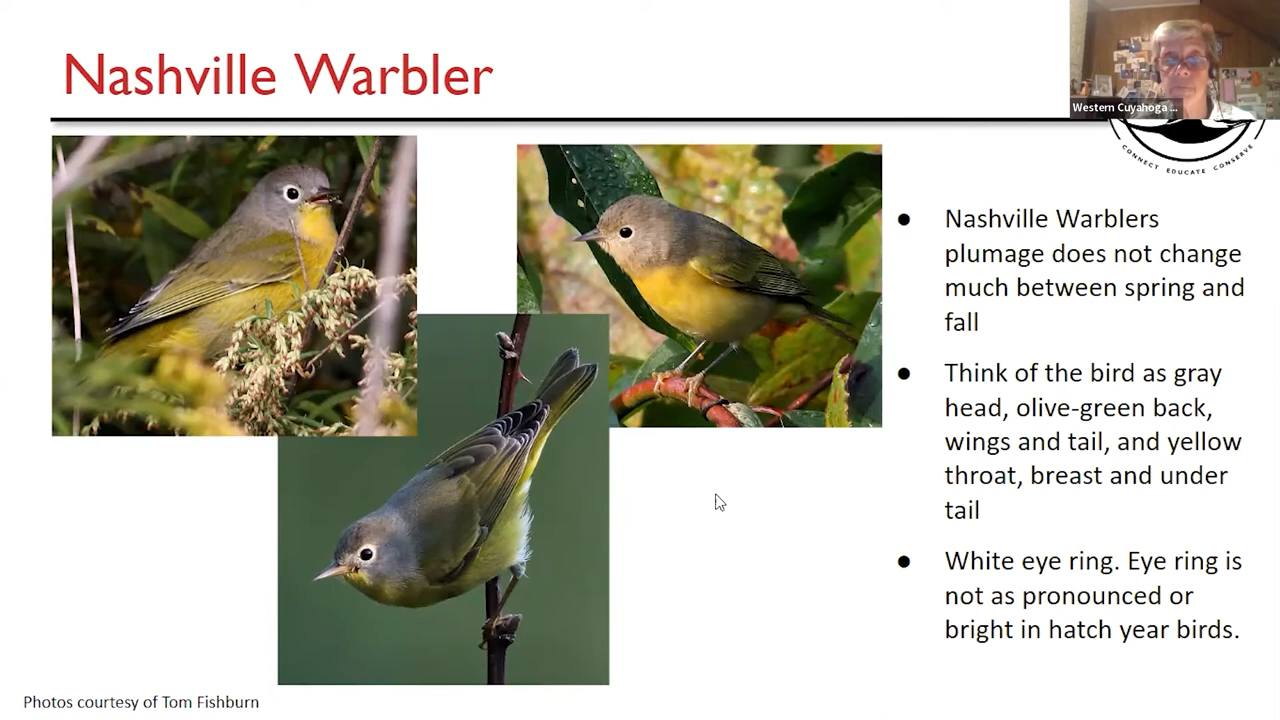 Nashville Warbler
Western Cuyahoga ...
CONNECT EDUCATE CONSERVE
● Nashville Warblers
plumage does not change
much between spring and
fall
● Think of the bird as gray
head, olive-green back,
wings and tail, and yellow
throat, breast and under
tail
● White eye ring. Eye ring is
not as pronounced or
bright in hatch year birds.
Photos courtesy of Tom Fishburn